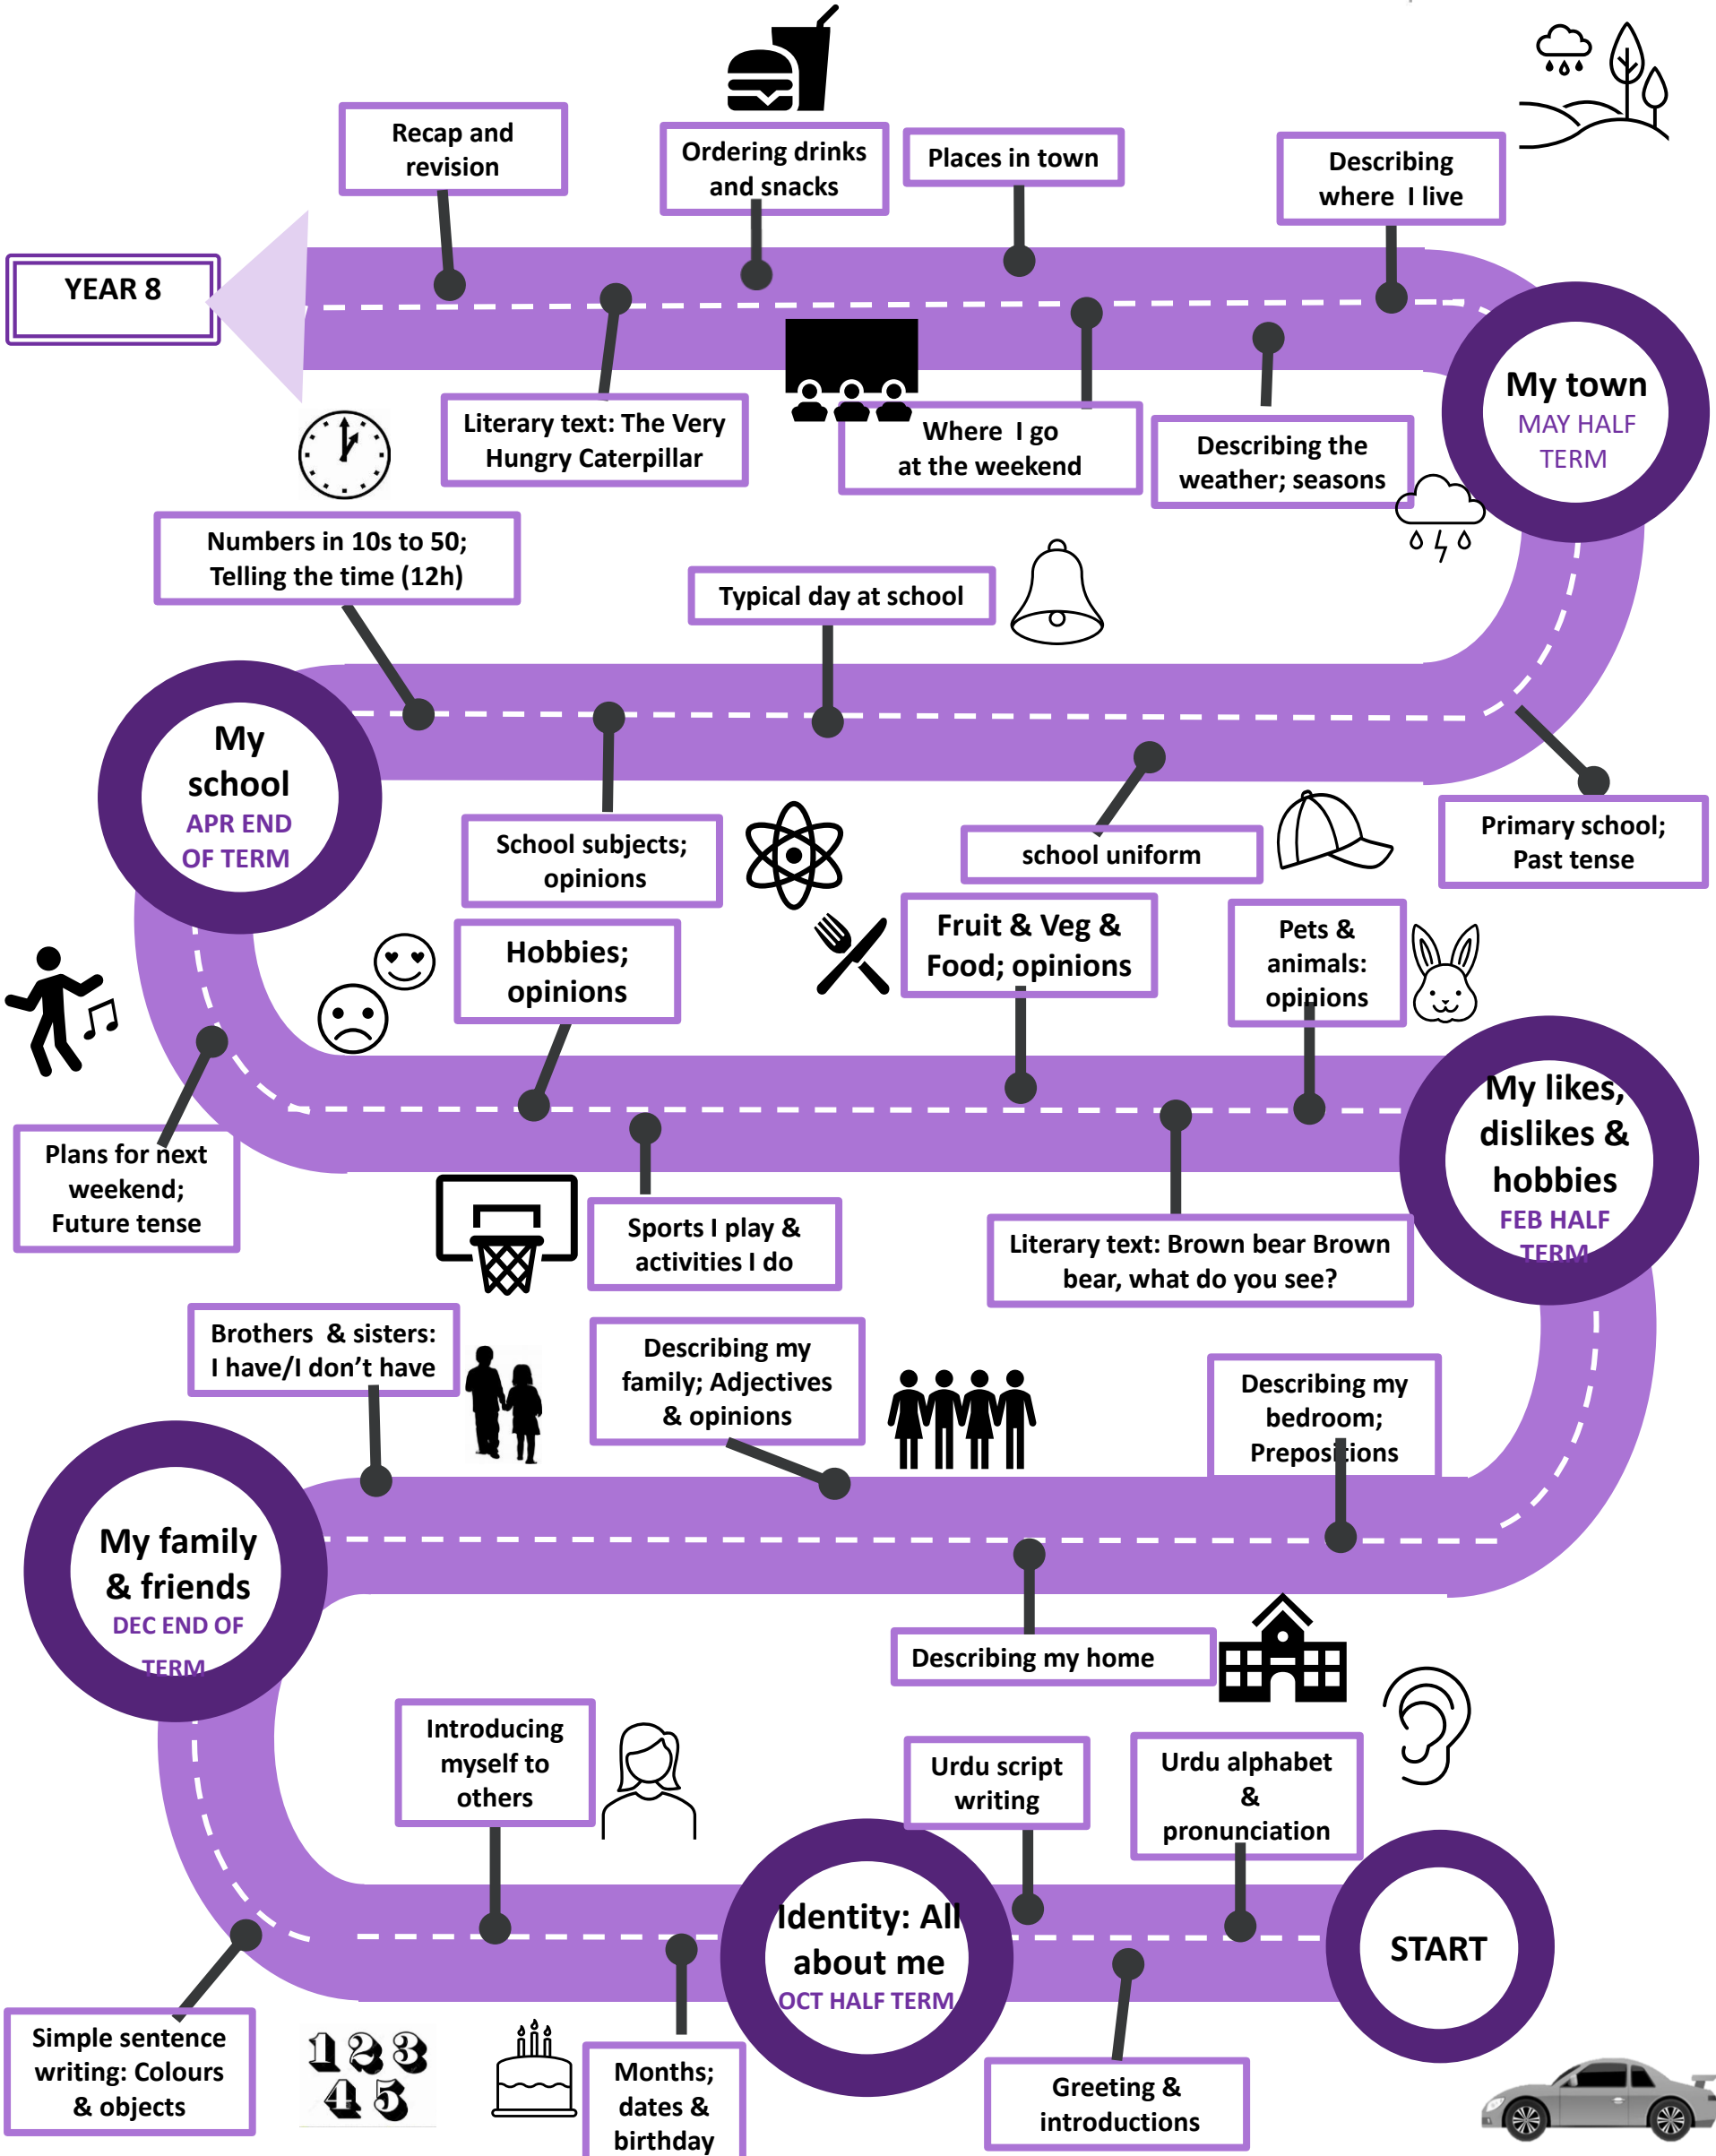 Recap and
revision
Ordering drinks
and snacks
Places in town
Describing
where I live
YEAR 8
My town
MAY HALF
TERM
Literary text: The Very
Hungry Caterpillar
Where I go
at the weekend
Describing the
weather; seasons
Numbers in 10s to 50;
Telling the time (12h)
Typical day at school
My
school
APR END
OF TERM
School subjects;
opinions
school uniform
Primary school;
Past tense
Hobbies;
opinions
Fruit & Veg &
Food; opinions
Pets &
animals:
opinions
My likes,
dislikes &
hobbies
FEB HALF
TERM
Plans for next
weekend;
Future tense
Sports I play &
activities I do
Literary text: Brown bear Brown
bear, what do you see?
Brothers & sisters:
I have/I don't have
Describing my
family; Adjectives
& opinions
Describing my
bedroom;
Prepositions
My family
& friends
DEC END OF
TERM
Describing my home
Introducing
myself to
others
Urdu script
writing
Urdu alphabet
&
pronunciation
Identity: All
about me
OCT HALF TERM
START
Simple sentence
writing: Colours
& objects
1 2 3
4 5
Months;
dates &
birthday
Greeting &
introductions